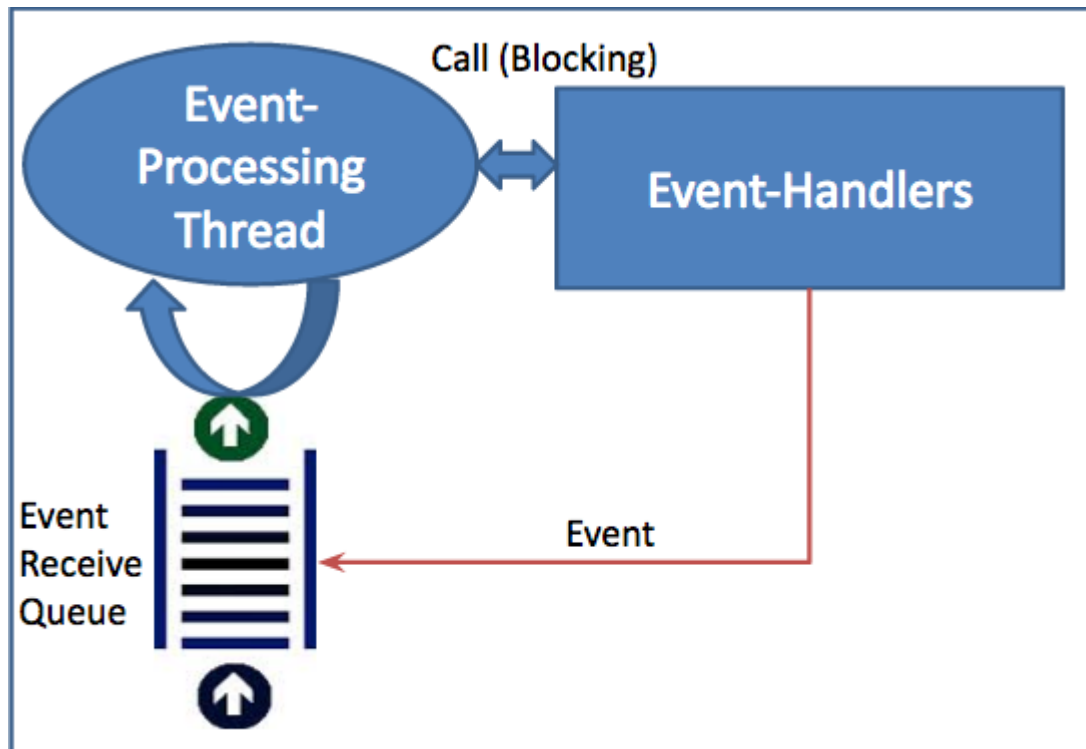 Call (Blocking)
Event-
Processing
Thread
Event-Handlers
Event
Receive
Queue
Event